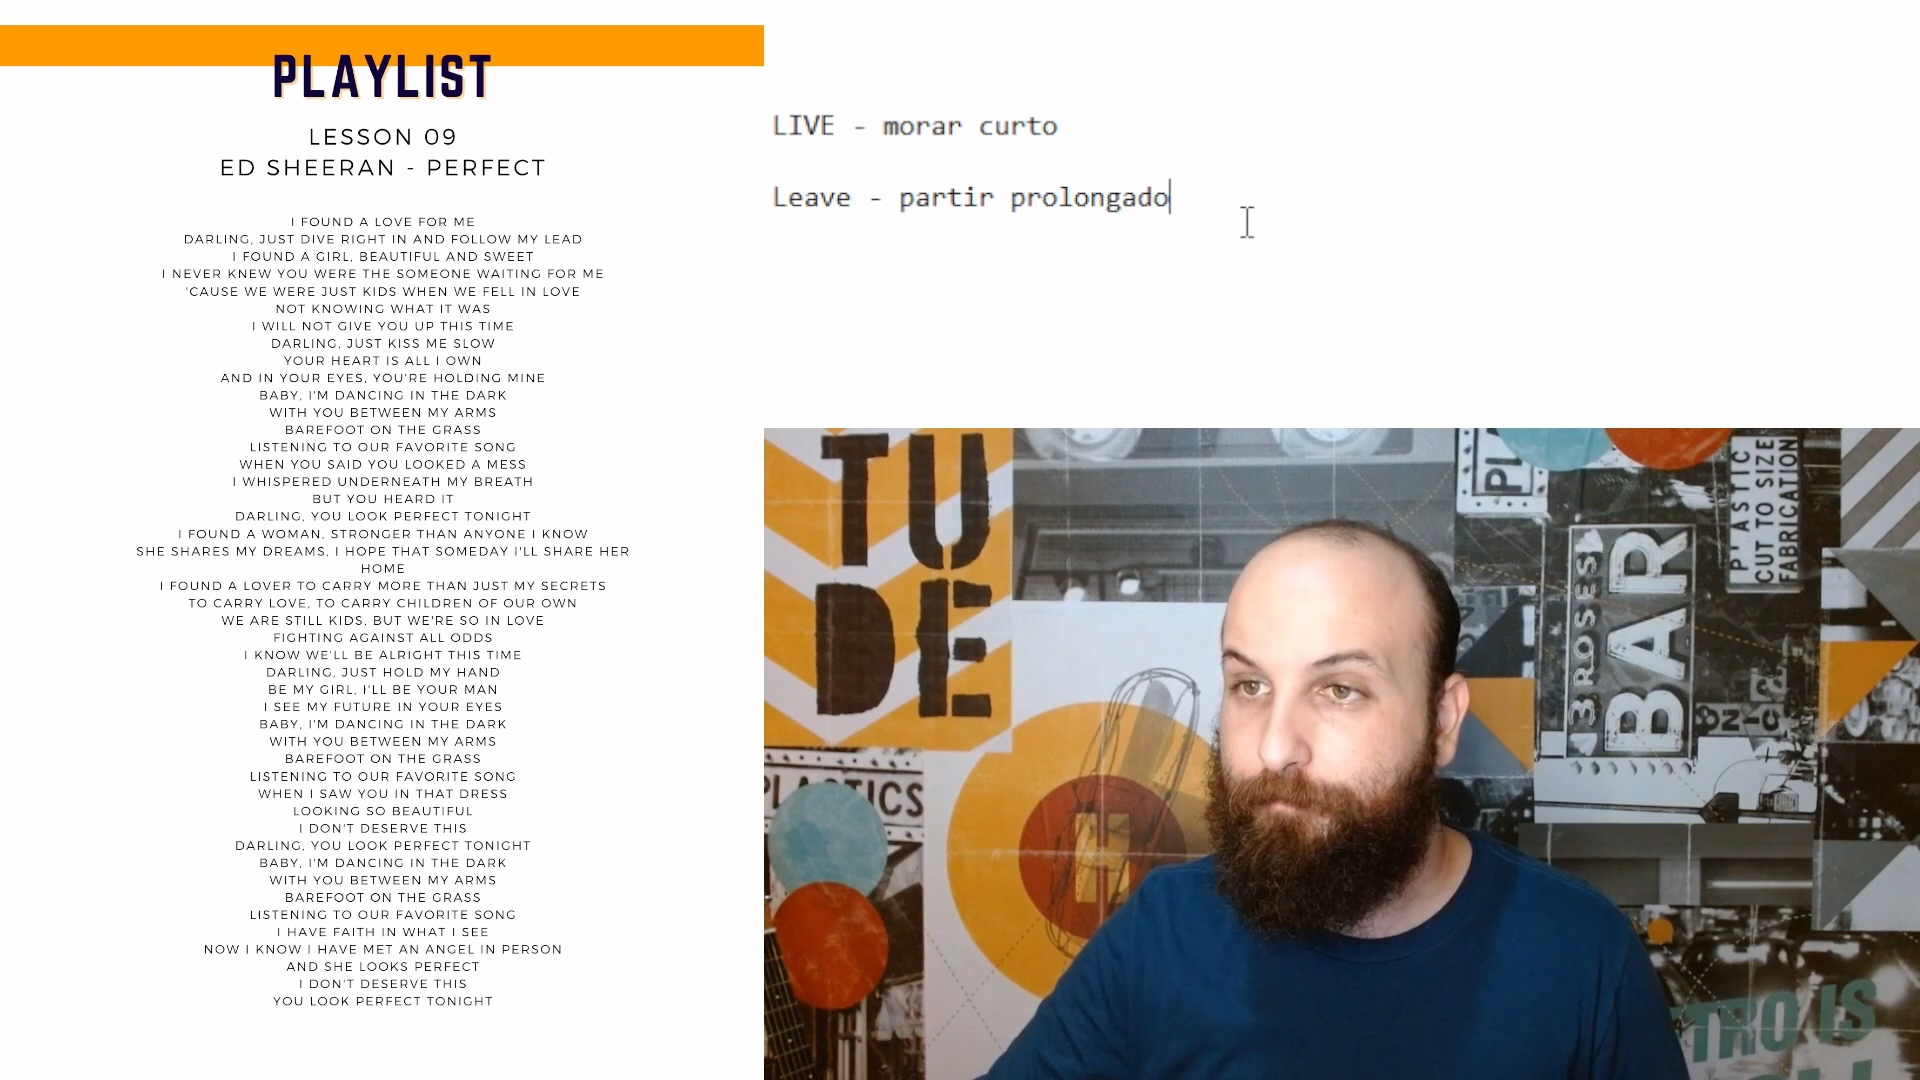 PLAYLIST
LESSON 09
ED SHEERAN - PERFECT
I FOUND A LOVE FOR ME
DARLING, JUST DIVE RIGHT IN AND FOLLOW MY LEAD
I FOUND A GIRL, BEAUTIFUL AND SWEET
I NEVER KNEW YOU WERE THE SOMEONE WAITING FOR ME
'CAUSE WE WERE JUST KIDS WHEN WE FELL IN LOVE
NOT KNOWING WHAT IT WAS
I WILL NOT GIVE YOU UP THIS TIME
DARLING, JUST KISS ME SLOW
YOUR HEART IS ALL I OWN
AND IN YOUR EYES, YOU'RE HOLDING MINE
BABY, I'M DANCING IN THE DARK
WITH YOU BETWEEN MY ARMS
BAREFOOT ON THE GRASS
LISTENING TO OUR FAVORITE SONG
WHEN YOU SAID YOU LOOKED A MESS
I WHISPERED UNDERNEATH MY BREATH
BUT YOU HEARD IT
DARLING, YOU LOOK PERFECT TONIGHT
I FOUND A WOMAN, STRONGER THAN ANYONE I KNOW
SHE SHARES MY DREAMS, I HOPE THAT SOMEDAY I'LL SHARE HER
HOME
I FOUND A LOVER TO CARRY MORE THAN JUST MY SECRETS
TO CARRY LOVE, TO CARRY CHILDREN OF OUR OWN
WE ARE STILL KIDS, BUT WE'RE SO IN LOVE
FIGHTING AGAINST ALL ODDS
I KNOW WE'LL BE ALRIGHT THIS TIME
DARLING, JUST HOLD MY HAND
BE MY GIRL, I'LL BE YOUR MAN
I SEE MY FUTURE IN YOUR EYES
BABY, I'M DANCING IN THE DARK
WITH YOU BETWEEN MY ARMS
BAREFOOT ON THE GRASS
LISTENING TO OUR FAVORITE SONG
WHEN I SAW YOU IN THAT DRESS
LOOKING SO BEAUTIFUL
I DON'T DESERVE THIS
DARLING, YOU LOOK PERFECT TONIGHT
BABY, I'M DANCING IN THE DARK
WITH YOU BETWEEN MY ARMS
BAREFOOT ON THE GRASS
LISTENING TO OUR FAVORITE SONG
I HAVE FAITH IN WHAT I SEE
NOW I KNOW I HAVE MET AN ANGEL IN PERSON
AND SHE LOOKS PERFECT
I DON'T DESERVE THIS
YOU LOOK PERFECT TONIGHT
LIVE - morar curto
Leave - partir prolongado
TU
DE
PLASTICS
H
3 ROSES
BAR
P'ASTIC
CUT TO SIZE
FABRICATION
TRO IS